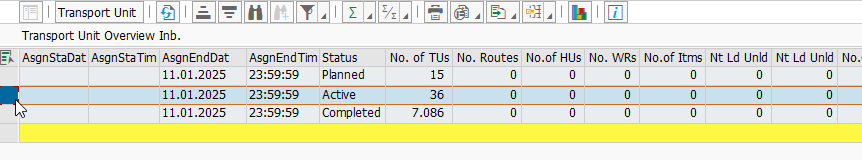 Transport Unit
Transport Unit Overview Inb.
AsgnStaDat AsgnStaTim AsgnEndDat AsgnEndTim Status No. of TUs No. Routes No.of HUs No. WRs No.of Itms Nt Ld Unld Nt Ld Unld No.
11.01.2025 23:59:59 Planned 15 0 0 0 0 0 0
11.01.2025 23:59:59 Active 36 0 0 0 0 0 0
11.01.2025 23:59:59 Completed 7.086 0 0 0 0 0 0